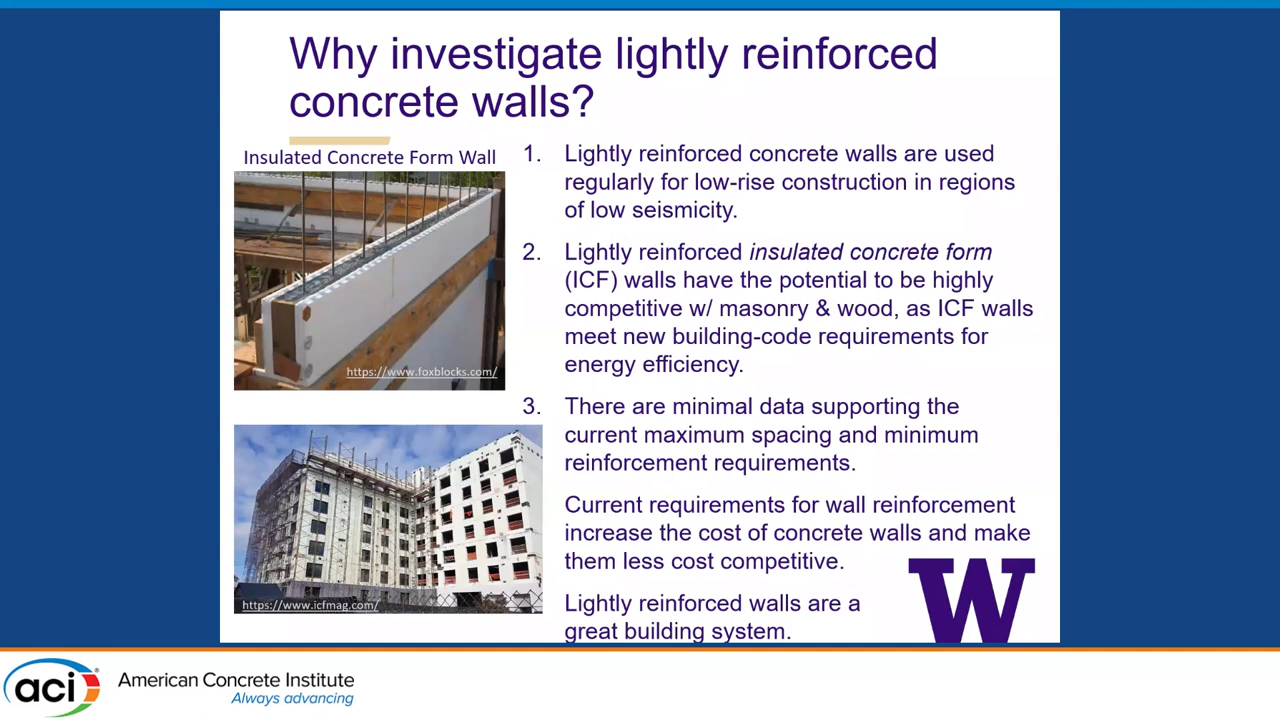 Why investigate lightly reinforced
concrete walls?
Insulated Concrete Form Wall
https://www.foxblocks.com/
https://www.icfmag.com/
1. Lightly reinforced concrete walls are used
regularly for low-rise construction in regions
of low seismicity.
2. Lightly reinforced insulated concrete form
(ICF) walls have the potential to be highly
competitive w/ masonry & wood, as ICF walls
meet new building-code requirements for
energy efficiency.
3. There are minimal data supporting the
current maximum spacing and minimum
reinforcement requirements.
Current requirements for wall reinforcement
increase the cost of concrete walls and make
them less cost competitive.
Lightly reinforced walls are a
great building system.
W
aci®
American Concrete Institute
Always advancing